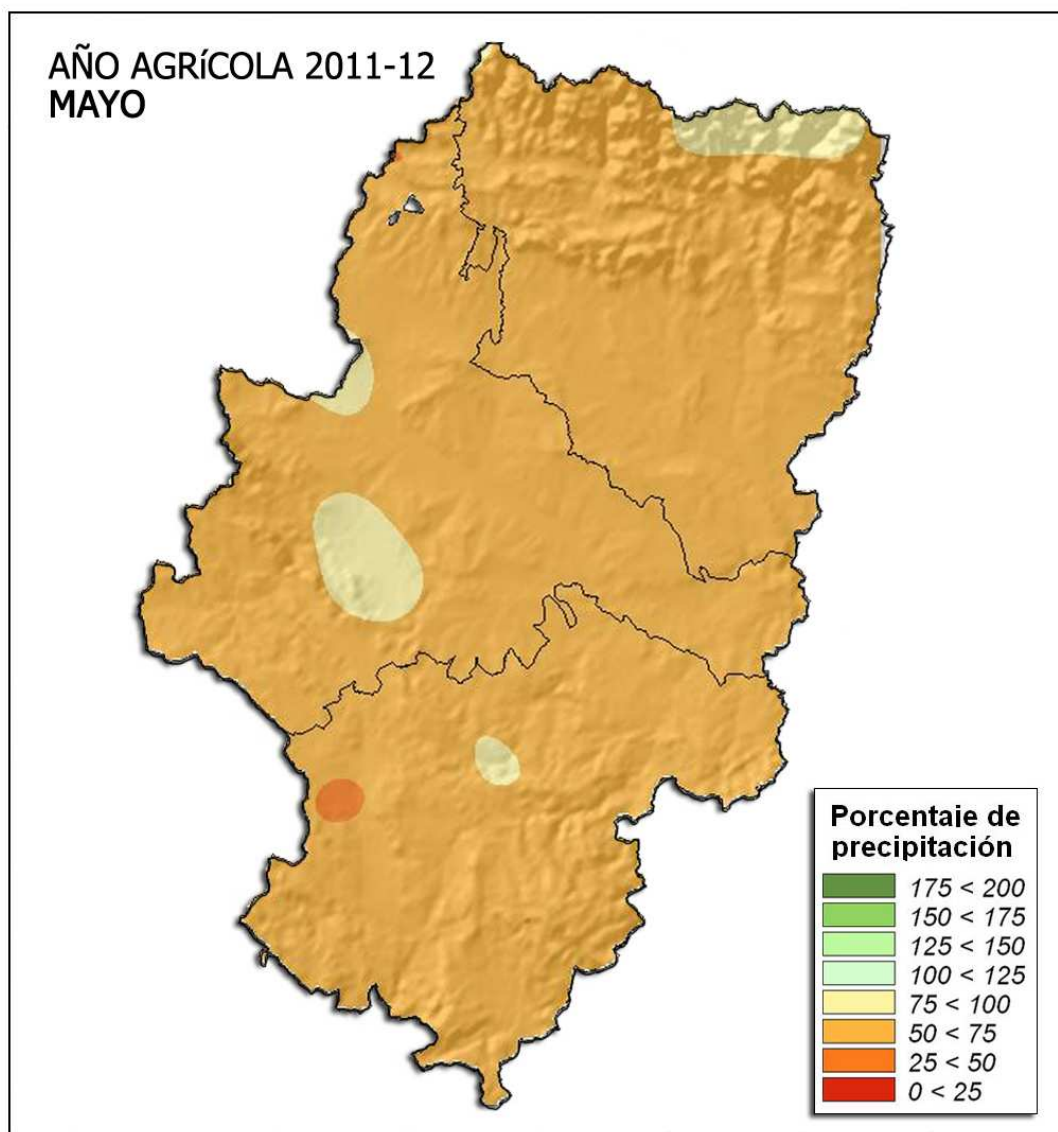 AÑO AGRíCOLA 2011-12
MAYO
Porcentaje de
precipitación
175 < 200
150 < 175
125 < 150
100 < 125
75 < 100
50 < 75
25 < 50
0 < 25